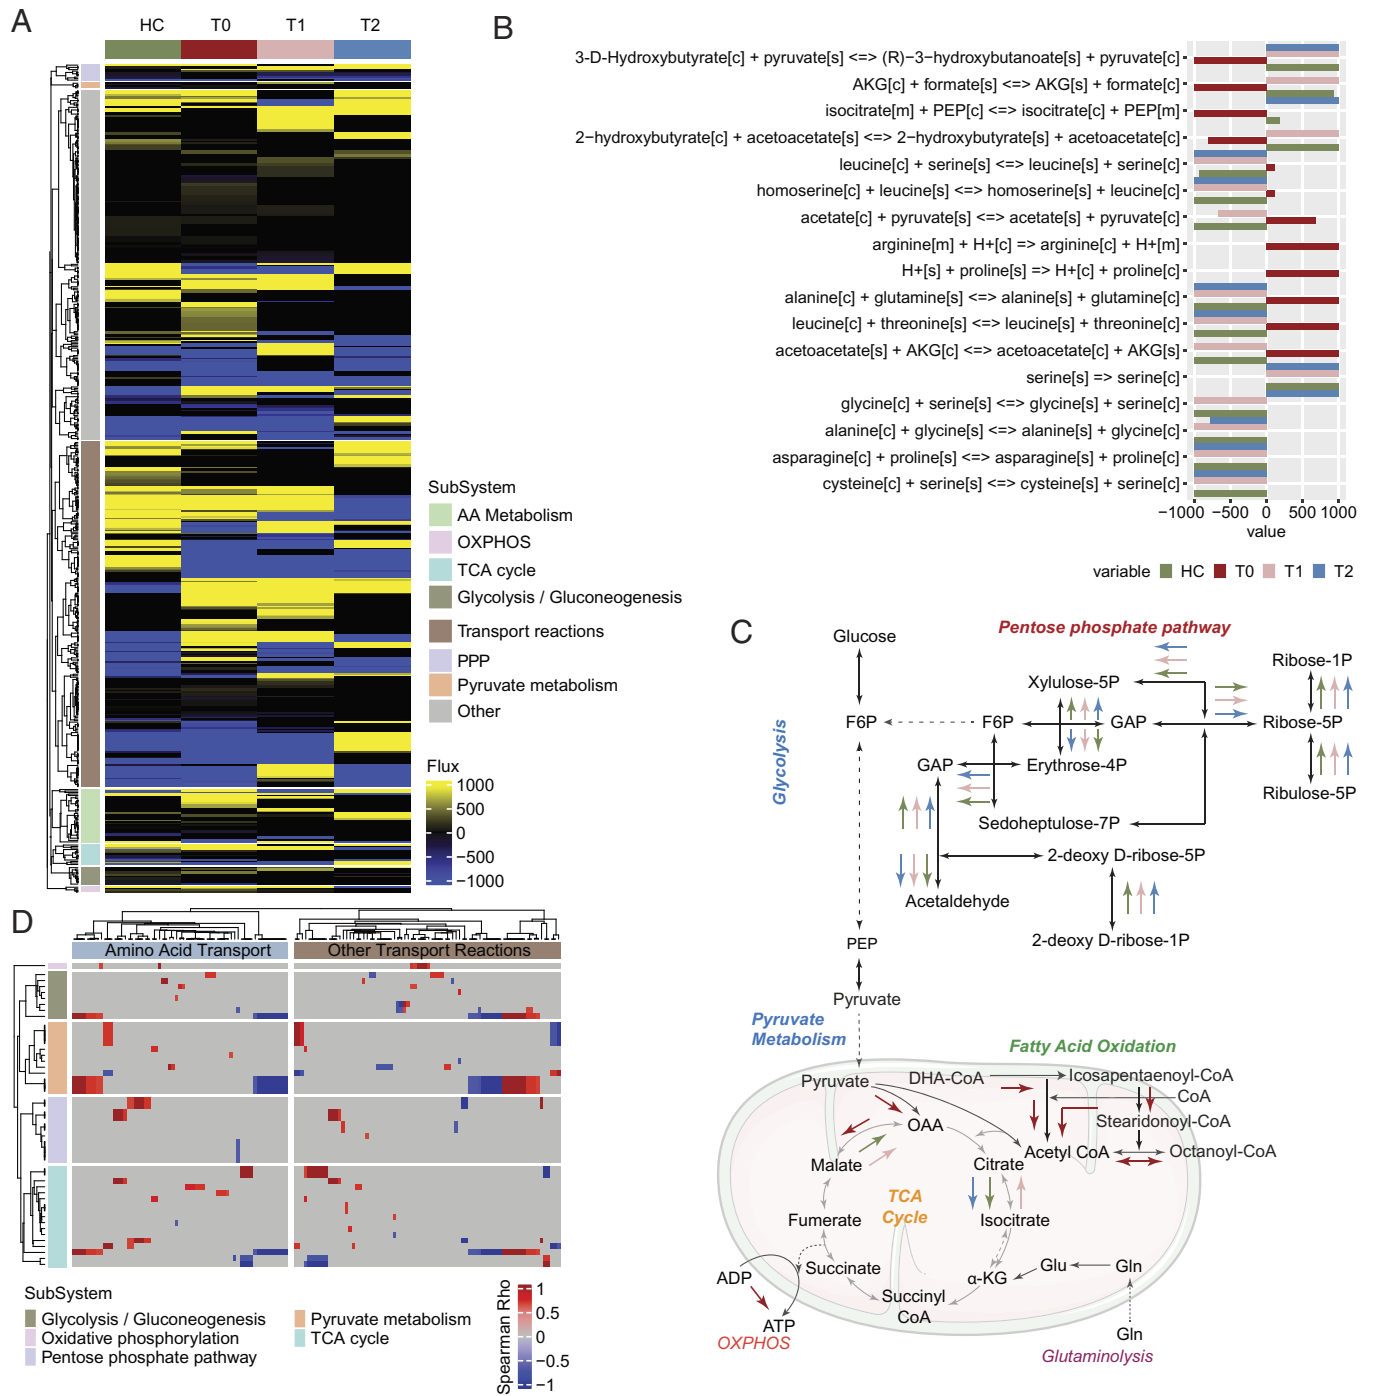 A
HC T0 T1 T2
SubSystem
AA Metabolism
OXPHOS
TCA cycle
Glycolysis / Gluconeogenesis
Transport reactions
PPP
Pyruvate metabolism
Other
Flux
1000
500
0
−500
−1000
B
3-D-Hydroxybutyrate[c] + pyruvate[s] <=> (R)−3−hydroxybutanoate[s] + pyruvate[c]
AKG[c] + formate[s] <=> AKG[s] + formate[c]
isocitrate[m] + PEP[c] <=> isocitrate[c] + PEP[m]
2−hydroxybutyrate[c] + acetoacetate[s] <=> 2−hydroxybutyrate[s] + acetoacetate[c]
leucine[c] + serine[s] <=> leucine[s] + serine[c]
homoserine[c] + leucine[s] <=> homoserine[s] + leucine[c]
acetate[c] + pyruvate[s] <=> acetate[s] + pyruvate[c]
arginine[m] + H+[c] => arginine[c] + H+[m]
H+[s] + proline[s] => H+[c] + proline[c]
alanine[c] + glutamine[s] <=> alanine[s] + glutamine[c]
leucine[c] + threonine[s] <=> leucine[s] + threonine[c]
acetoacetate[s] + AKG[c] <=> acetoacetate[c] + AKG[s]
serine[s] => serine[c]
glycine[c] + serine[s] <=> glycine[s] + serine[c]
alanine[c] + glycine[s] <=> alanine[s] + glycine[c]
asparagine[c] + proline[s] <=> asparagine[s] + proline[c]
cysteine[c] + serine[s] <=> cysteine[s] + serine[c]
−1000 −500 0 500 1000
value
variable HC T0 T1 T2
C
Pentose phosphate pathway
Glucose
Ribose-1P
Xylulose-5P
F6P F6P GAP Ribose-5P
Glycolysis
GAP Erythrose-4P
Ribulose-5P
Sedoheptulose-7P
2-deoxy D-ribose-5P
Acetaldehyde
2-deoxy D-ribose-1P
PEP
Pyruvate
Pyruvate
Metabolism
Fatty Acid Oxidation
Pyruvate DHA-CoA Icosapentaenoyl-CoA
CoA
OAA Stearidonoyl-CoA
Malate Citrate Acetyl CoA Octanoyl-CoA
TCA
Cycle
Fumerate Isocitrate
Succinate Glu Gln
ADP α-KG
Succinyl
CoA
ATP
OXPHOS
Gln
Glutaminolysis
D
Amino Acid Transport Other Transport Reactions
SubSystem
Glycolysis / Gluconeogenesis
Oxidative phosphorylation
Pentose phosphate pathway
Pyruvate metabolism
TCA cycle
Spearman Rho
1
0.5
0
−0.5
−1